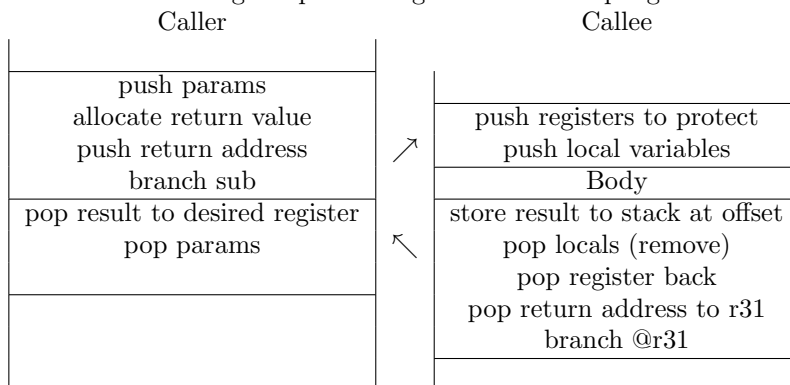 Caller
push params
allocate return value
push return address
branch sub
pop result to desired register
pop params
Callee
push registers to protect
push local variables
Body
store result to stack at offset
pop locals (remove)
pop register back
pop return address to r31
branch @r31